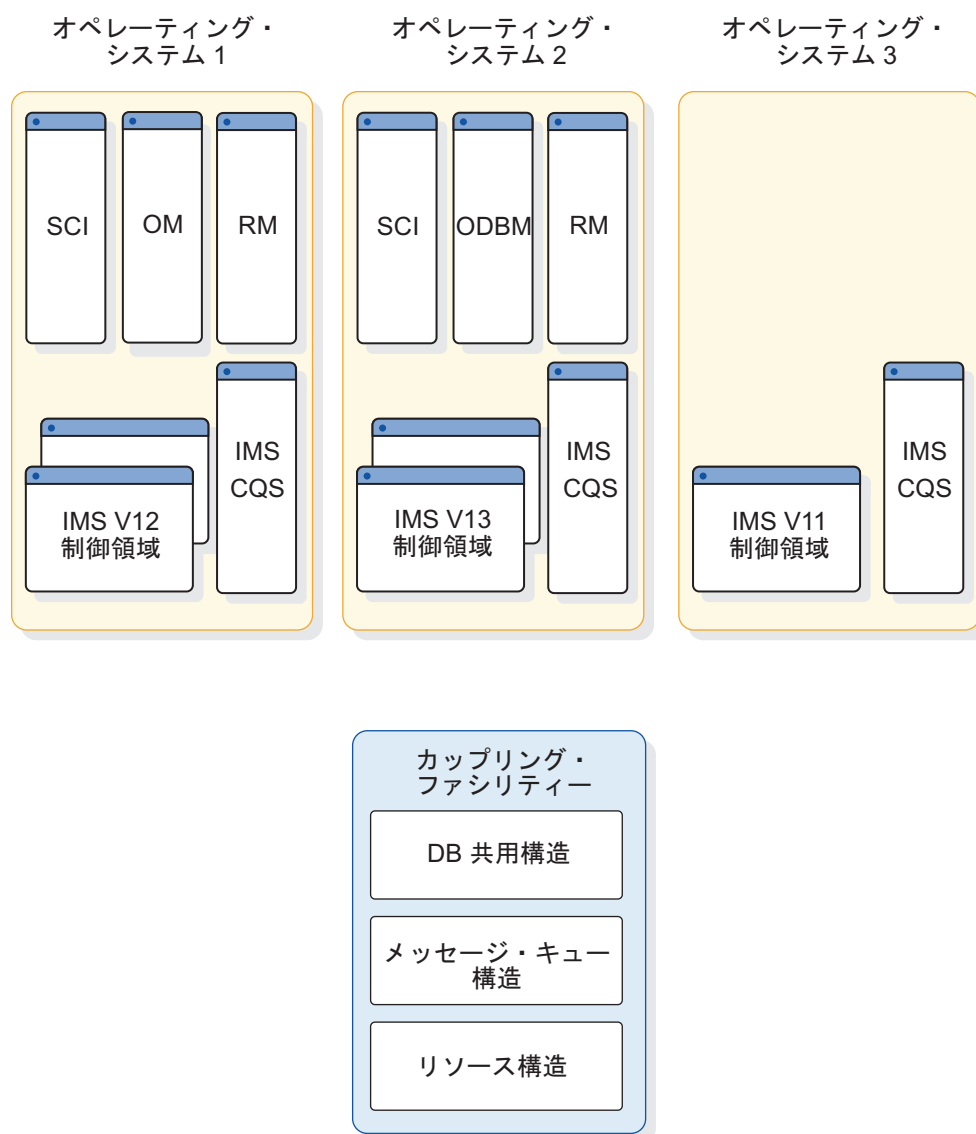 オペレーティング・
システム 1
オペレーティング・
システム 2
オペレーティング・
システム 3
SCI
OM
RM
IMS
CQS
IMS V12
制御領域
SCI
ODBM
RM
IMS
CQS
IMS V13
制御領域
IMS
CQS
IMS V11
制御領域
カップリング・
ファシリティー
DB 共用構造
メッセージ・キュー
構造
リソース構造